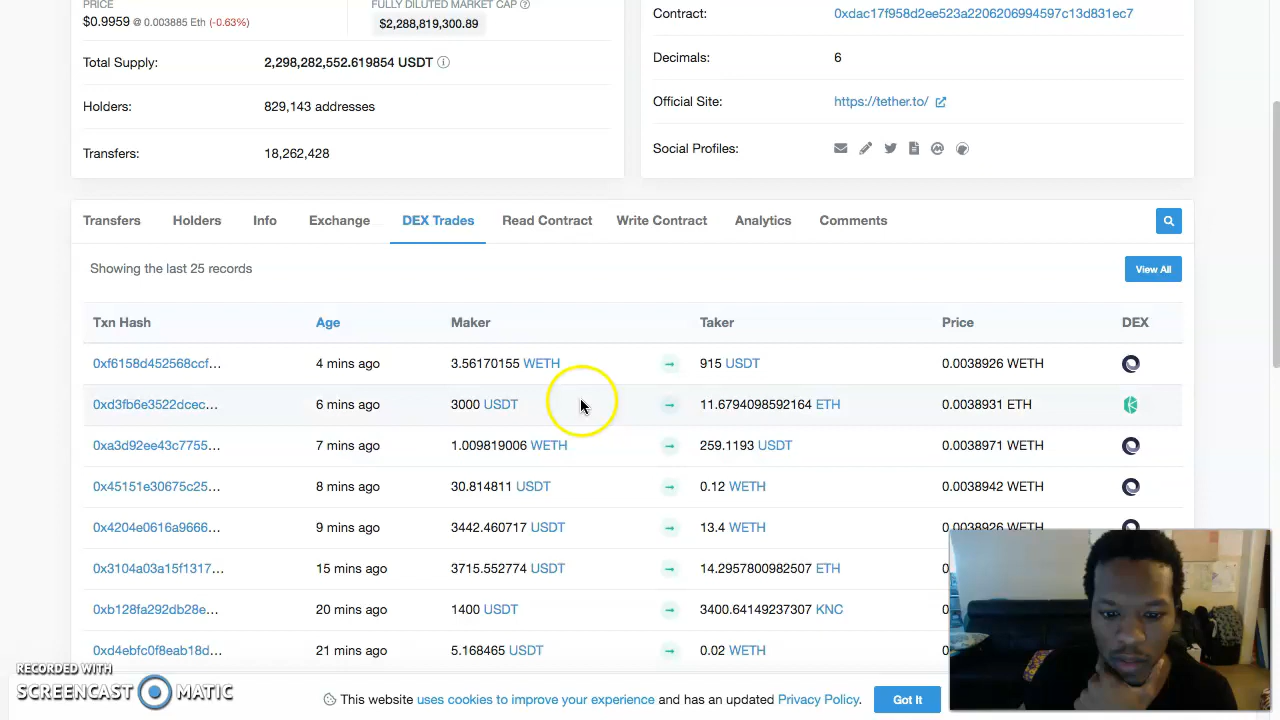 PRICE
$0.9959 @ 0.003885 Eth (-0.63%)
FULLY DILUTED MARKET CAP
$2,288,819,300.89
Total Supply: 2,298,282,552.619854 USDT
Holders: 829,143 addresses
Transfers: 18,262,428
Contract: 0xdac17f958d2ee523a2206206994597c13d831ec7
Decimals: 6
Official Site: https://tether.to/
Social Profiles:
Transfers Holders Info Exchange DEX Trades Read Contract Write Contract Analytics Comments
Showing the last 25 records
View All
Txn Hash Age Maker Taker Price DEX
0xf6158d452568ccf... 4 mins ago 3.56170155 WETH → 915 USDT 0.0038926 WETH
0xd3fb6e3522dcec... 6 mins ago 3000 USDT → 11.6794098592164 ETH 0.0038931 ETH
0xa3d92ee43c7755... 7 mins ago 1.009819006 WETH → 259.1193 USDT 0.0038971 WETH
0x45151e30675c25... 8 mins ago 30.814811 USDT → 0.12 WETH 0.0038942 WETH
0x4204e0616a9666... 9 mins ago 3442.460717 USDT → 13.4 WETH 0.0038926 WETH
0x3104a03a15f1317... 15 mins ago 3715.552774 USDT → 14.2957800982507 ETH
0xb128fa292db28e... 20 mins ago 1400 USDT → 3400.64149237307 KNC
0xd4ebfc0f8eab18d... 21 mins ago 5.168465 USDT → 0.02 WETH
RECORDED WITH
SCREENCAST MATIC
This website uses cookies to improve your experience and has an updated Privacy Policy.
Got It